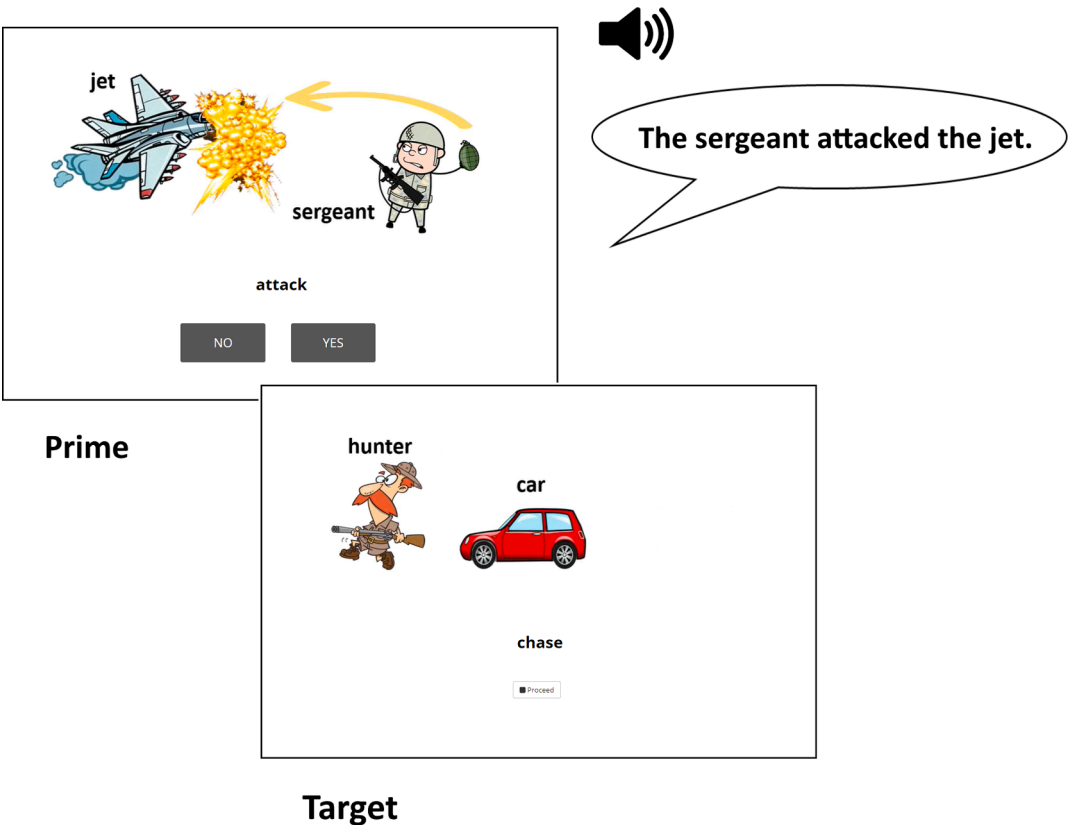 jet
The sergeant attacked the jet.
sergeant
attack
NO YES
Prime
hunter
car
chase
Proceed
Target